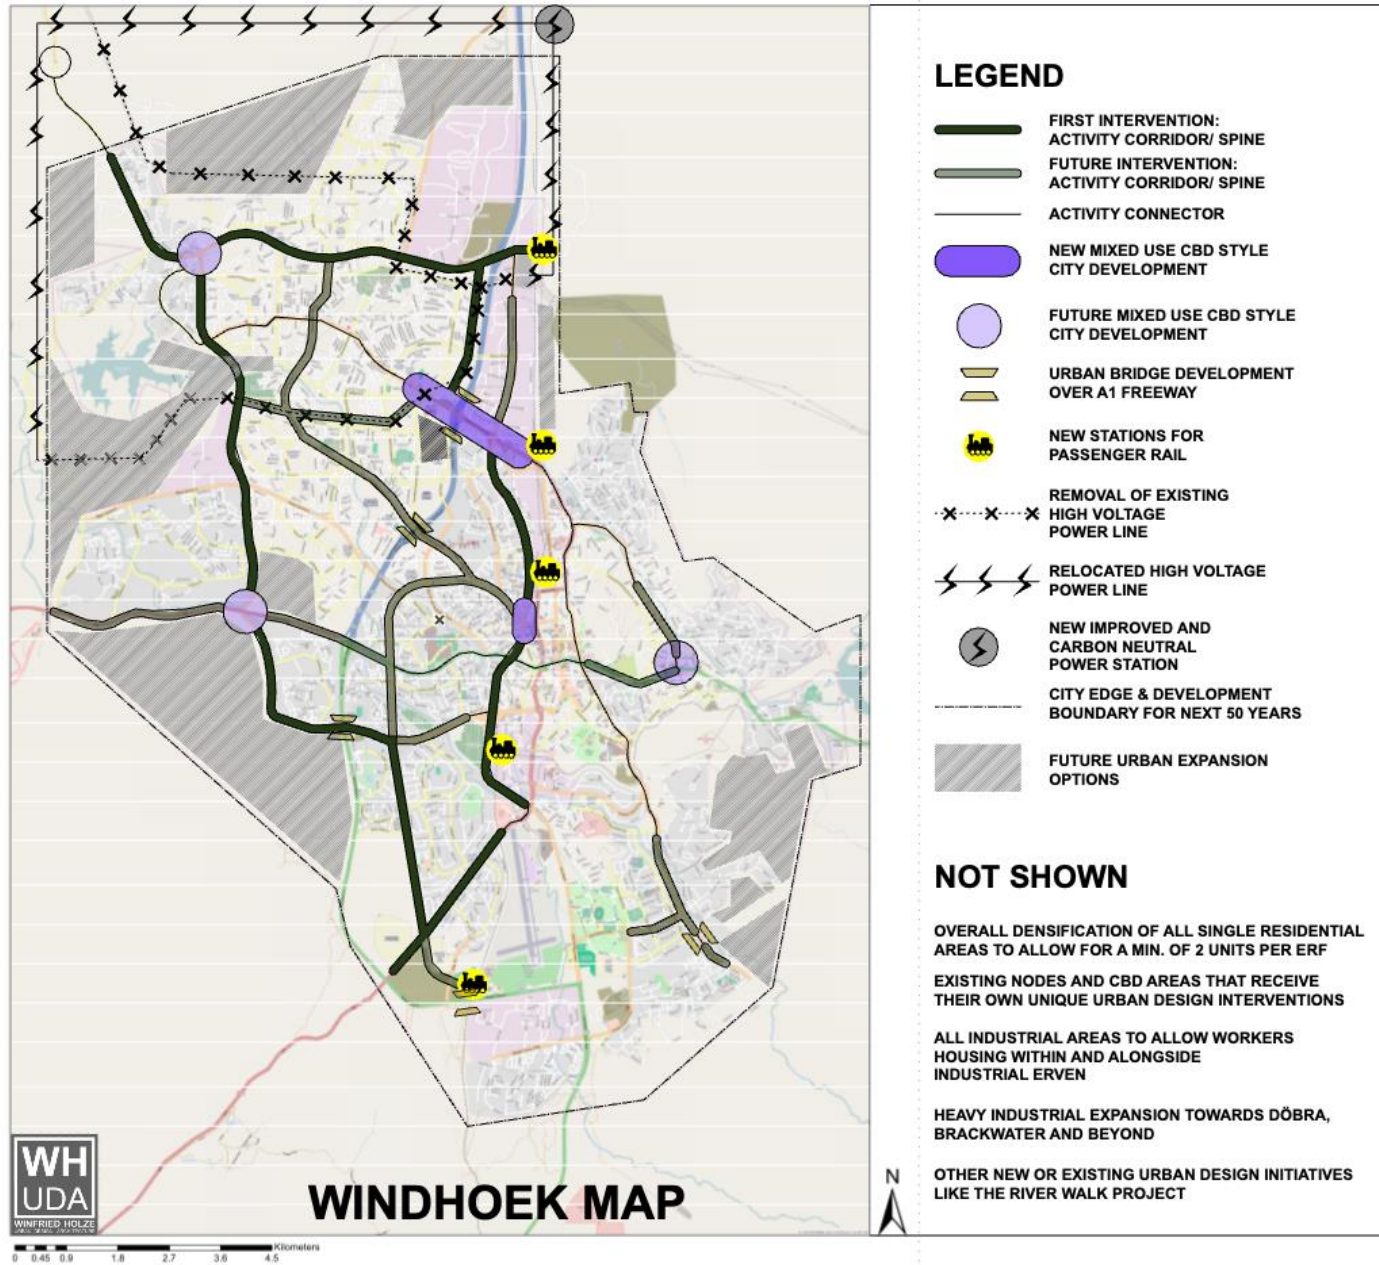 LEGEND
FIRST INTERVENTION:
ACTIVITY CORRIDOR/ SPINE
FUTURE INTERVENTION:
ACTIVITY CORRIDOR/ SPINE
ACTIVITY CONNECTOR
NEW MIXED USE CBD STYLE
CITY DEVELOPMENT
FUTURE MIXED USE CBD STYLE
CITY DEVELOPMENT
URBAN BRIDGE DEVELOPMENT
OVER A1 FREEWAY
NEW STATIONS FOR
PASSENGER RAIL
REMOVAL OF EXISTING
HIGH VOLTAGE
POWER LINE
RELOCATED HIGH VOLTAGE
POWER LINE
NEW IMPROVED AND
CARBON NEUTRAL
POWER STATION
CITY EDGE & DEVELOPMENT
BOUNDARY FOR NEXT 50 YEARS
FUTURE URBAN EXPANSION
OPTIONS
NOT SHOWN
OVERALL DENSIFICATION OF ALL SINGLE RESIDENTIAL
AREAS TO ALLOW FOR A MIN. OF 2 UNITS PER ERF
EXISTING NODES AND CBD AREAS THAT RECEIVE
THEIR OWN UNIQUE URBAN DESIGN INTERVENTIONS
ALL INDUSTRIAL AREAS TO ALLOW WORKERS
HOUSING WITHIN AND ALONGSIDE
INDUSTRIAL ERVEN
HEAVY INDUSTRIAL EXPANSION TOWARDS DÖBRA,
BRACKWATER AND BEYOND
OTHER NEW OR EXISTING URBAN DESIGN INITIATIVES
LIKE THE RIVER WALK PROJECT
N
WH
UDA
WINFRIED HOLZE
WINDHOEK MAP
Kilometers
0 0.45 0.9 1.8 2.7 3.6 4.5